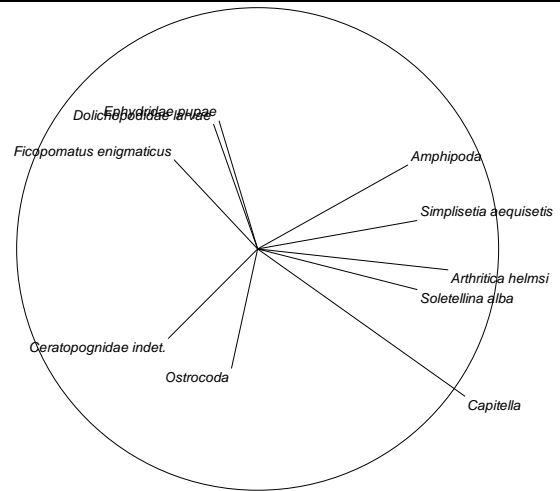 Ephydridae pupae
Dolichopodidae larvae
Ficopomatus enigmaticus
Amphipoda
Simplisetia aequisetis
Arthritica helmsi
Soletellina alba
Ceratopognidae indet.
Ostrocoda
Capitella